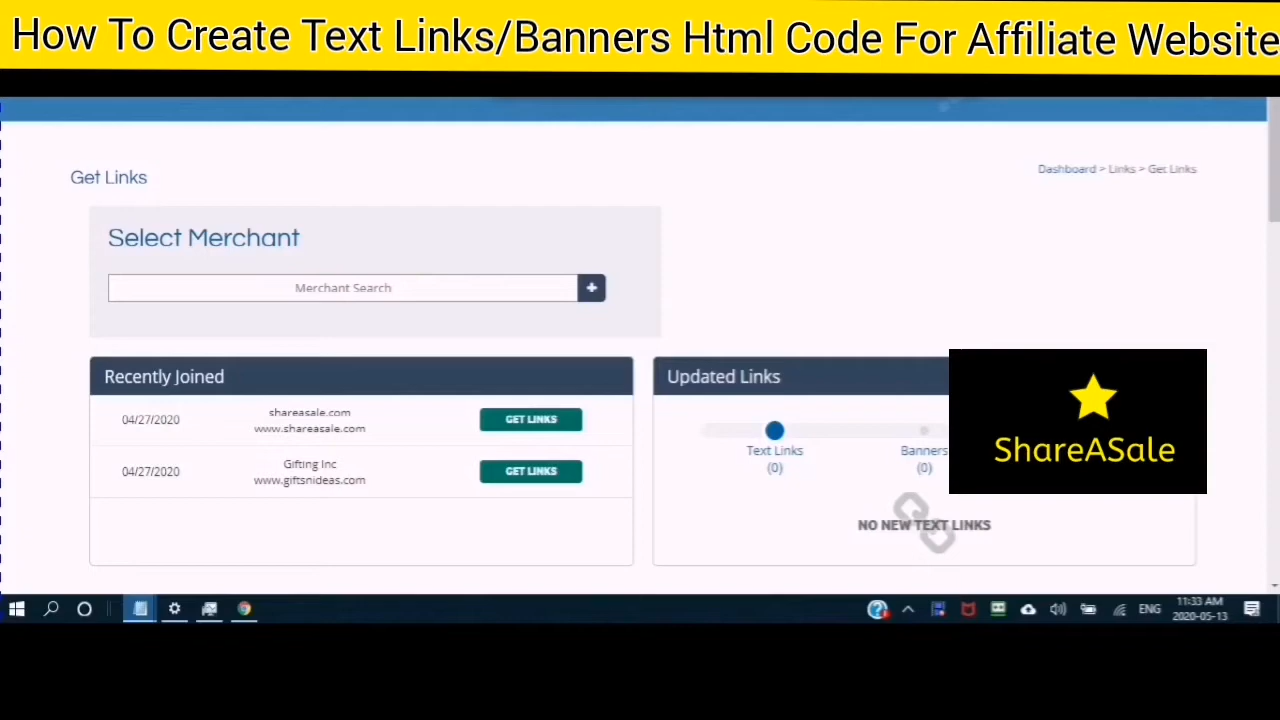 How To Create Text Links/Banners Html Code For Affiliate Website
Get Links
Dashboard > Links > Get Links
Select Merchant
Merchant Search
Recently Joined
04/27/2020
shareasale.com
www.shareasale.com
GET LINKS
04/27/2020
Gifting Inc
www.giftsnideas.com
GET LINKS
Updated Links
Text Links
(0)
Banners
(0)
NO NEW TEXT LINKS
ShareASale
ENG
11:33 AM
2020-05-13